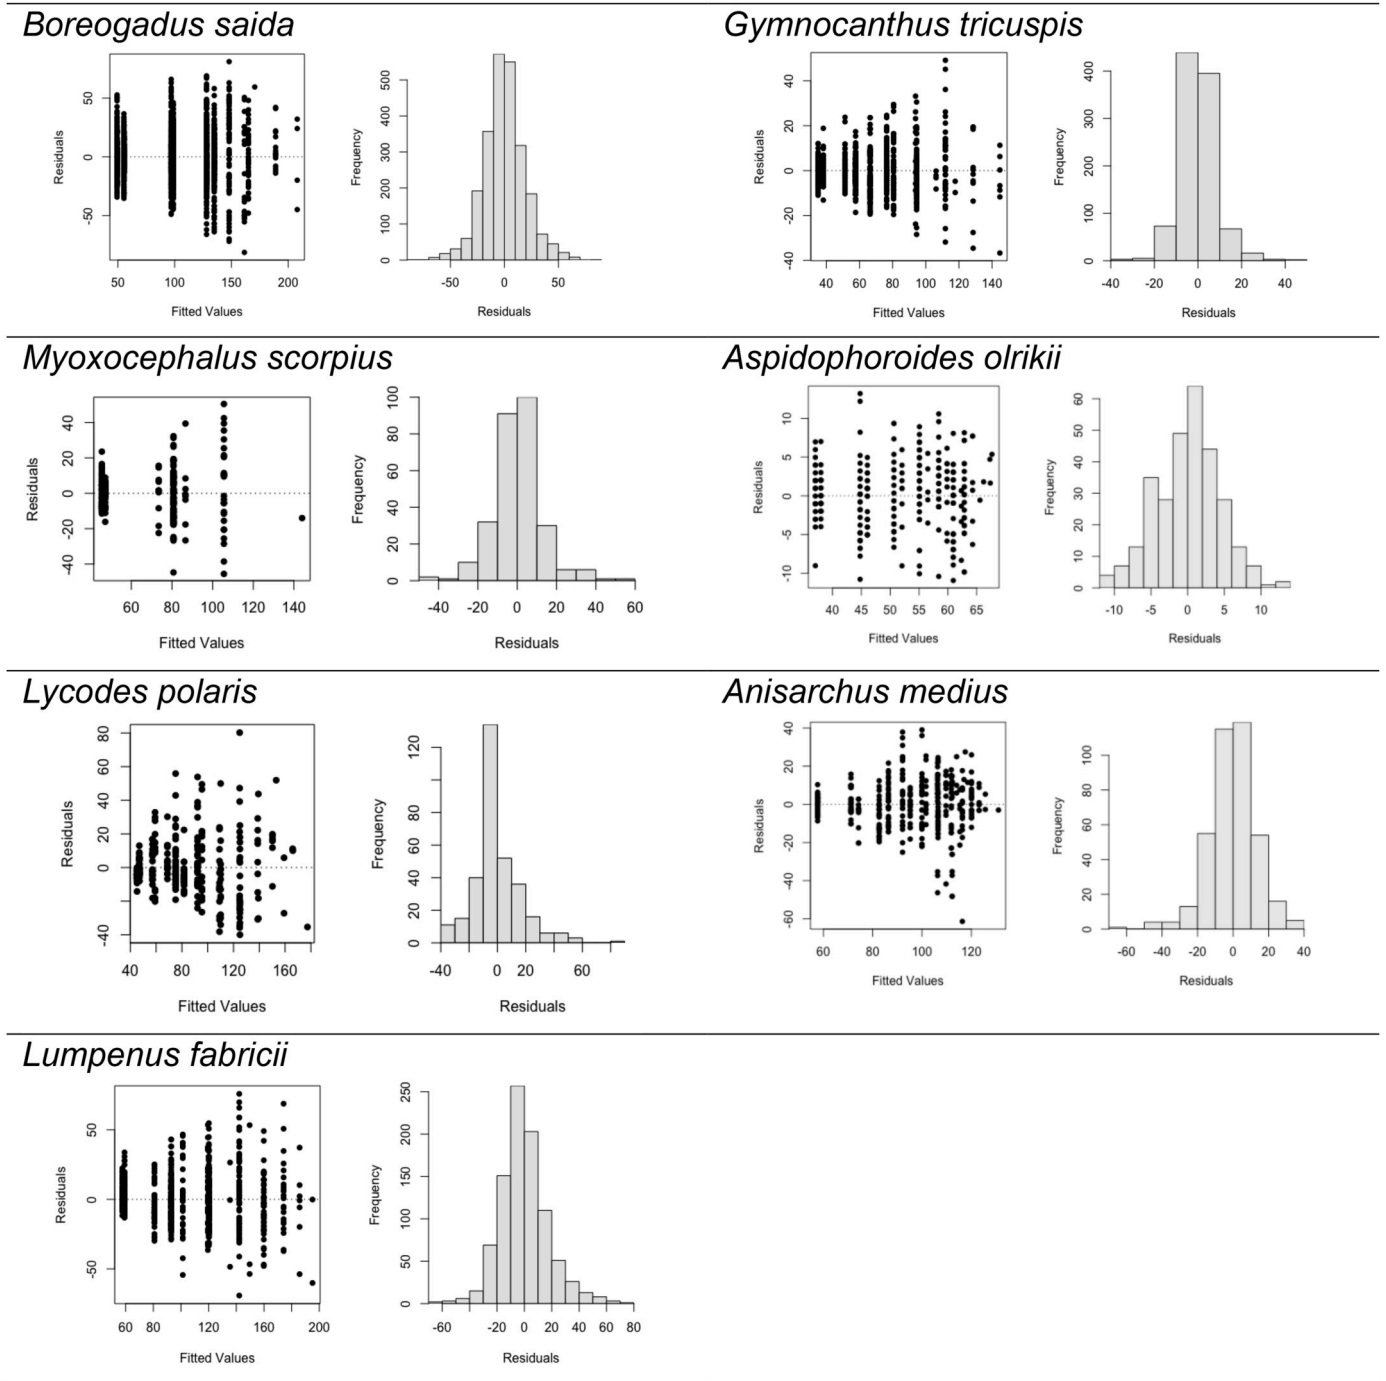 Boreogadus saida
Residuals
50
0
-50
50 100 150 200
Fitted Values
Frequency
500
400
300
200
100
0
-50 0 50
Residuals
Gymnocanthus tricuspis
Residuals
40
20
0
-20
-40
40 60 80 100 120 140
Fitted Values
Frequency
400
300
200
100
0
-40 -20 0 20 40
Residuals
Myoxocephalus scorpius
Residuals
40
20
0
-20
-40
60 80 100 120 140
Fitted Values
Frequency
100
80
60
40
20
0
-40 -20 0 20 40 60
Residuals
Aspidophoroides olrikii
Residuals
10
5
0
-5
-10
40 45 50 55 60 65
Fitted Values
Frequency
60
50
40
30
20
10
0
-10 -5 0 5 10
Residuals
Lycodes polaris
Residuals
80
60
40
20
0
-40
40 80 120 160
Fitted Values
Frequency
120
80
60
40
20
0
-40 0 20 60
Residuals
Anisarchus medius
Residuals
40
20
0
-20
-40
-60
60 80 100 120
Fitted Values
Frequency
100
80
60
40
20
0
-60 -40 -20 0 20 40
Residuals
Lumpenus fabricii
Residuals
50
0
-50
60 80 120 160 200
Fitted Values
Frequency
250
200
150
100
50
0
-60 -20 0 20 40 60 80
Residuals